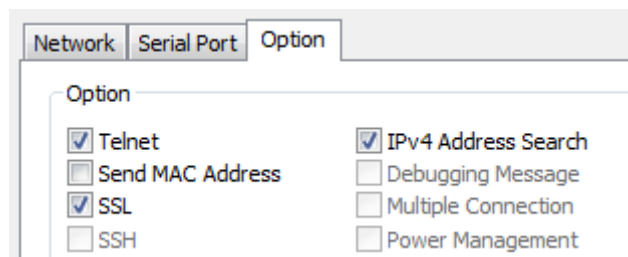 Network Serial Port Option
Option
Telnet IPv4 Address Search
Send MAC Address Debugging Message
SSL Multiple Connection
SSH Power Management